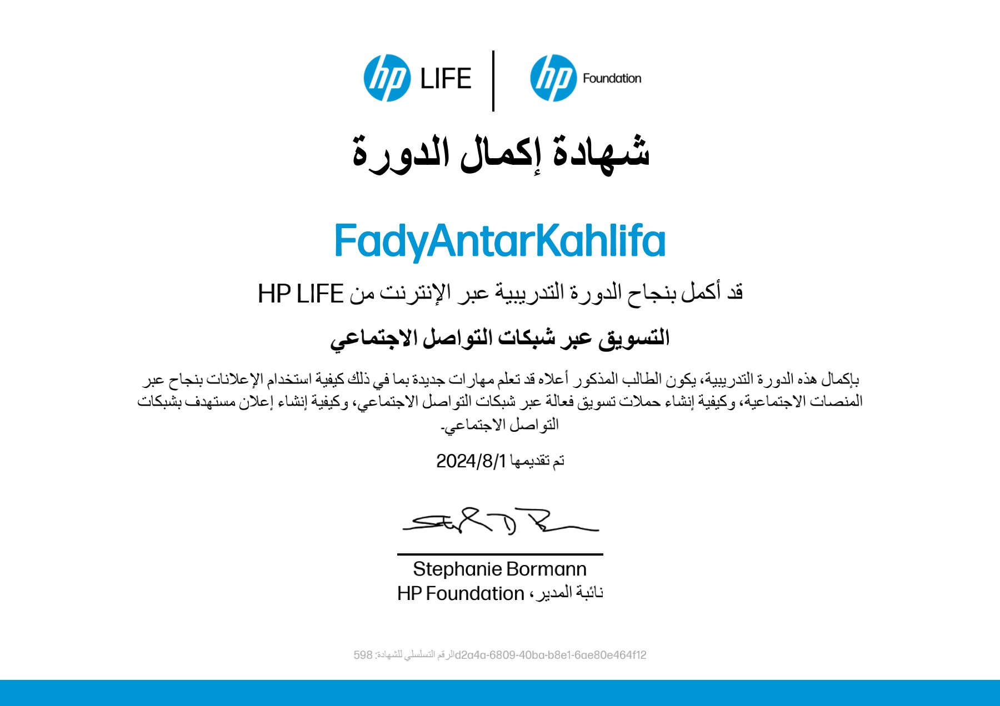 hp LIFE | hp Foundation
شهادة إكمال الدورة
FadyAntarKahlifa
قد أكمل بنجاح الدورة التدريبية عبر الإنترنت من HP LIFE
التسويق عبر شبكات التواصل الاجتماعي
بإكمال هذه الدورة التدريبية، يكون الطالب المذكور أعلاه قد تعلم مهارات جديدة بما في ذلك كيفية استخدام الإعلانات بنجاح عبر
المنصات الاجتماعية، وكيفية إنشاء حملات تسويق فعالة عبر شبكات التواصل الاجتماعي، وكيفية إنشاء إعلان مستهدف بشبكات
التواصل الاجتماعي.
تم تقديمها 2024/8/1
Stephanie Bormann
نائبة المدير، HP Foundation
d2a4a-6809-40ba-b8e1-6ae80e464f12الرقم التسلسلي للشهادة: 598